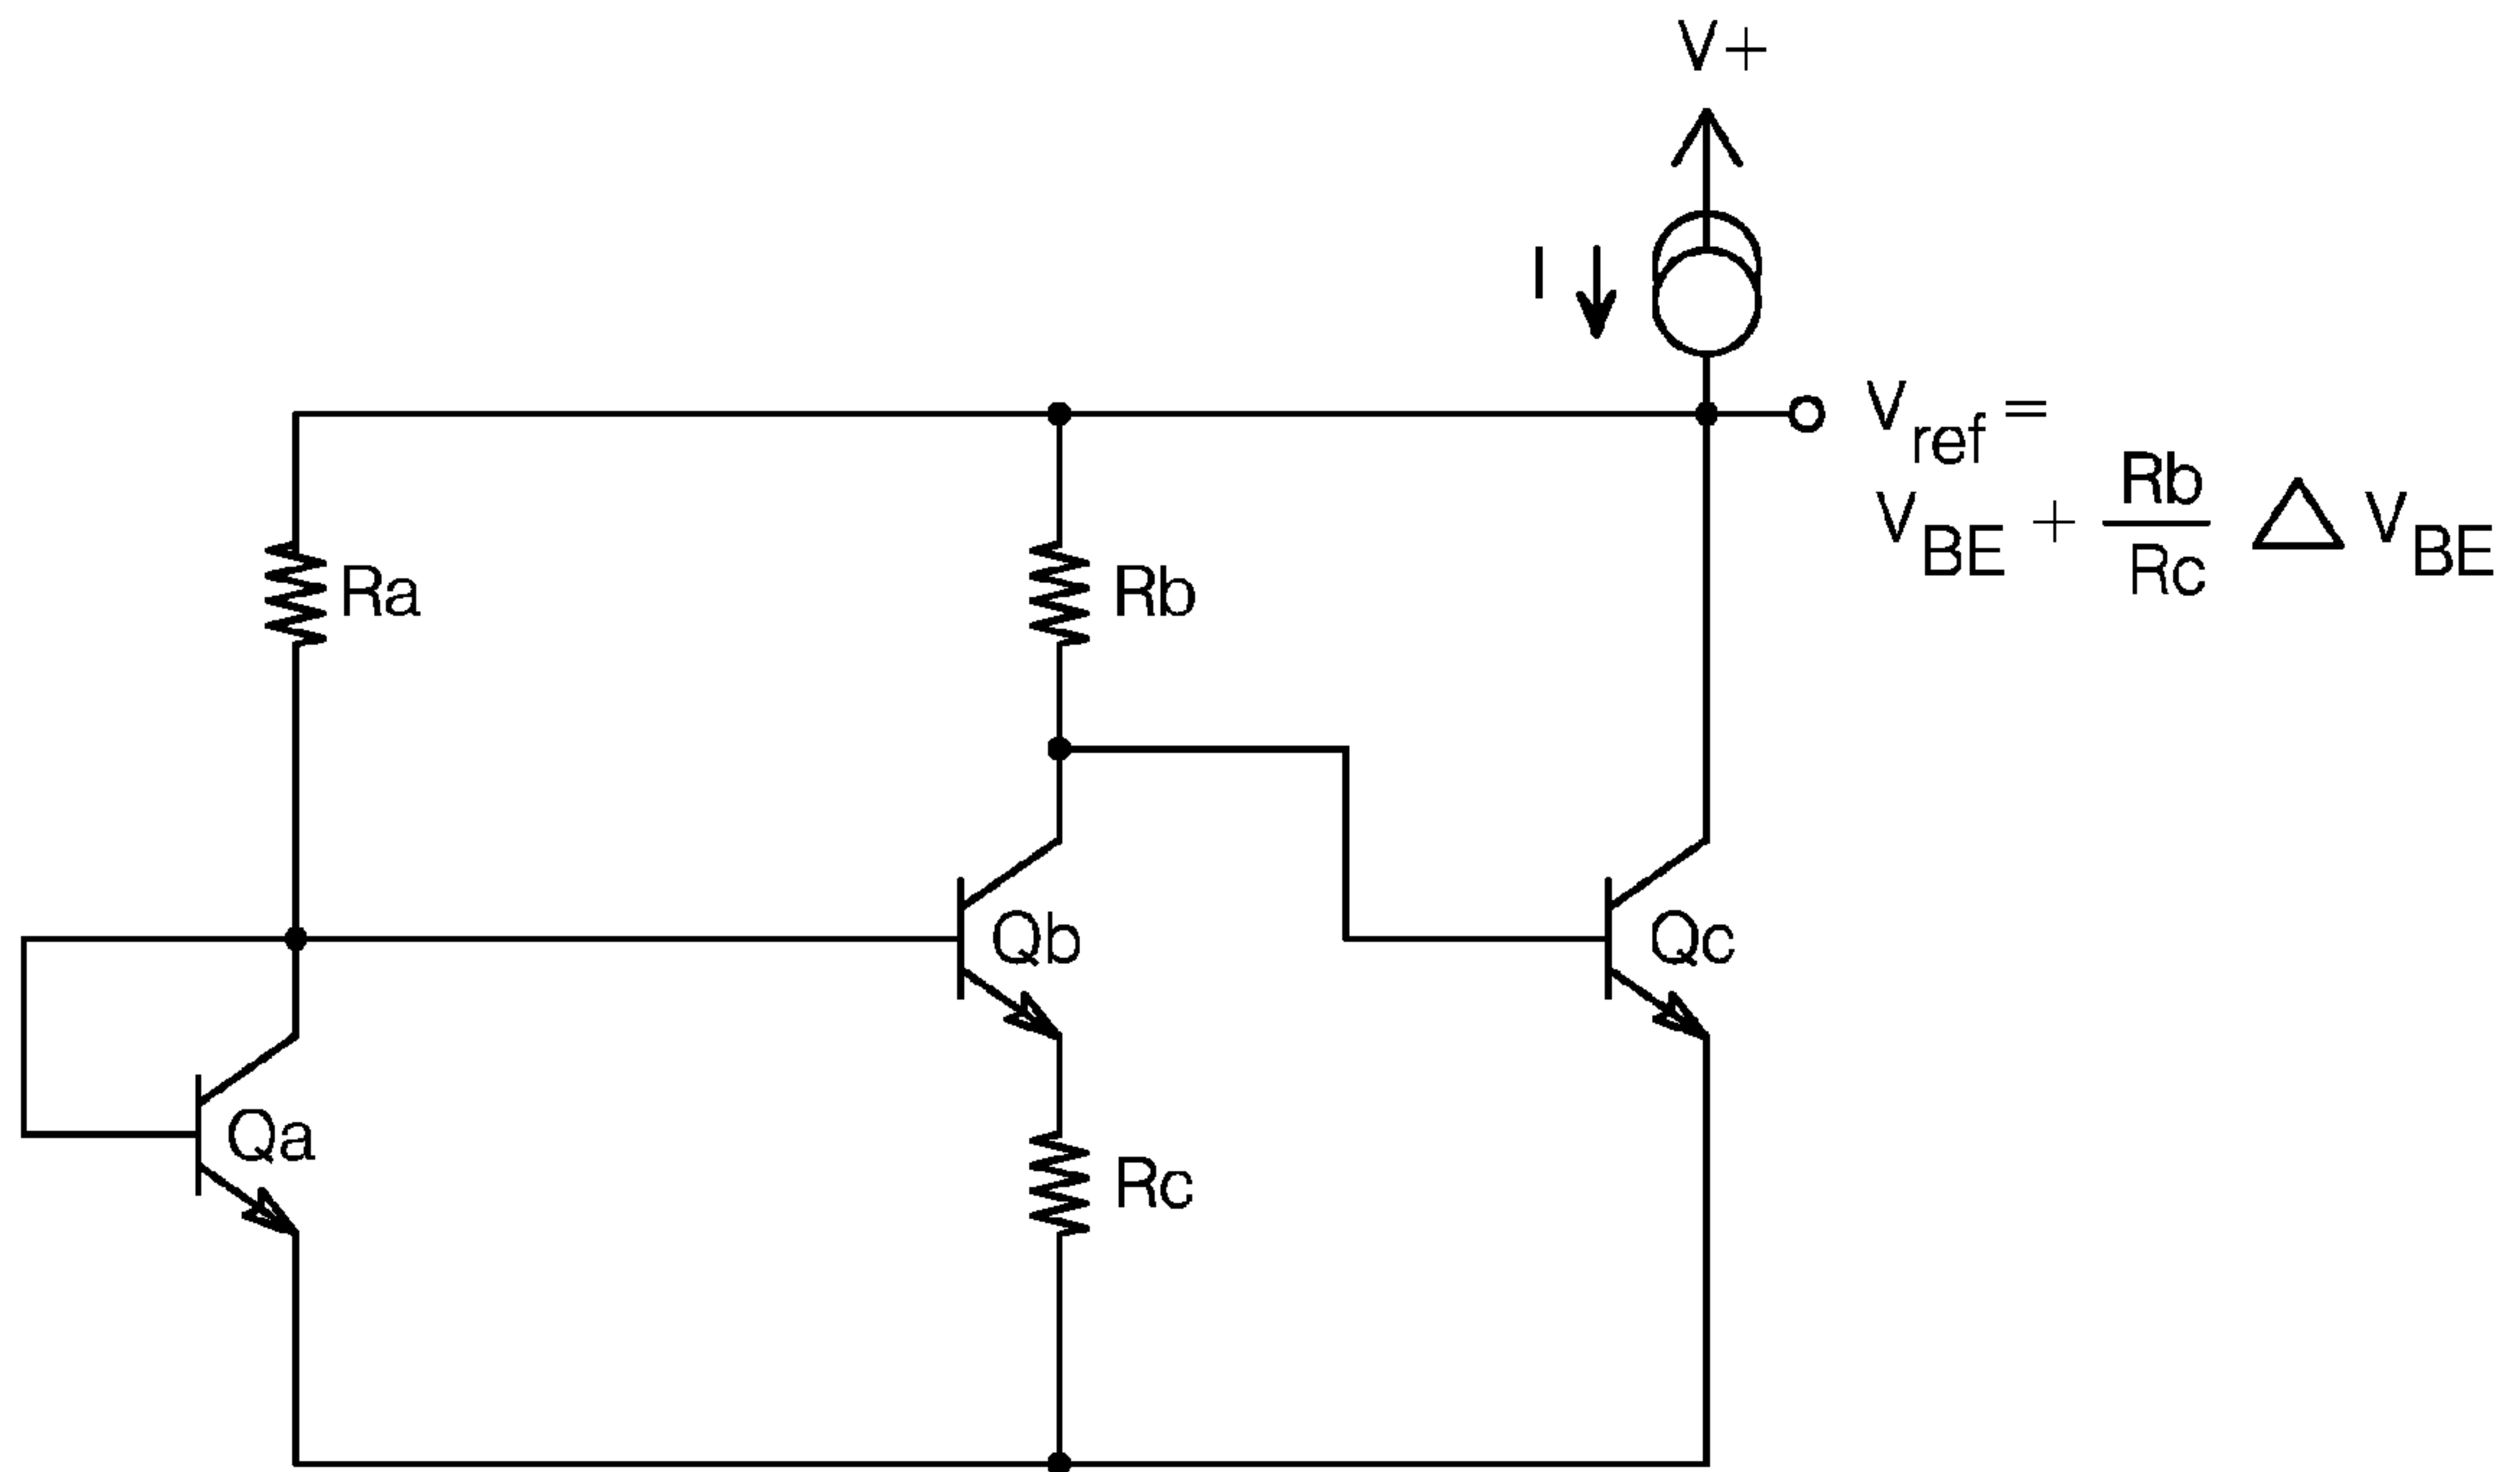 V+
I
Vref =
VBE + Rb/Rc △ VBE
Ra
Rb
Qb
Qc
Qa
Rc